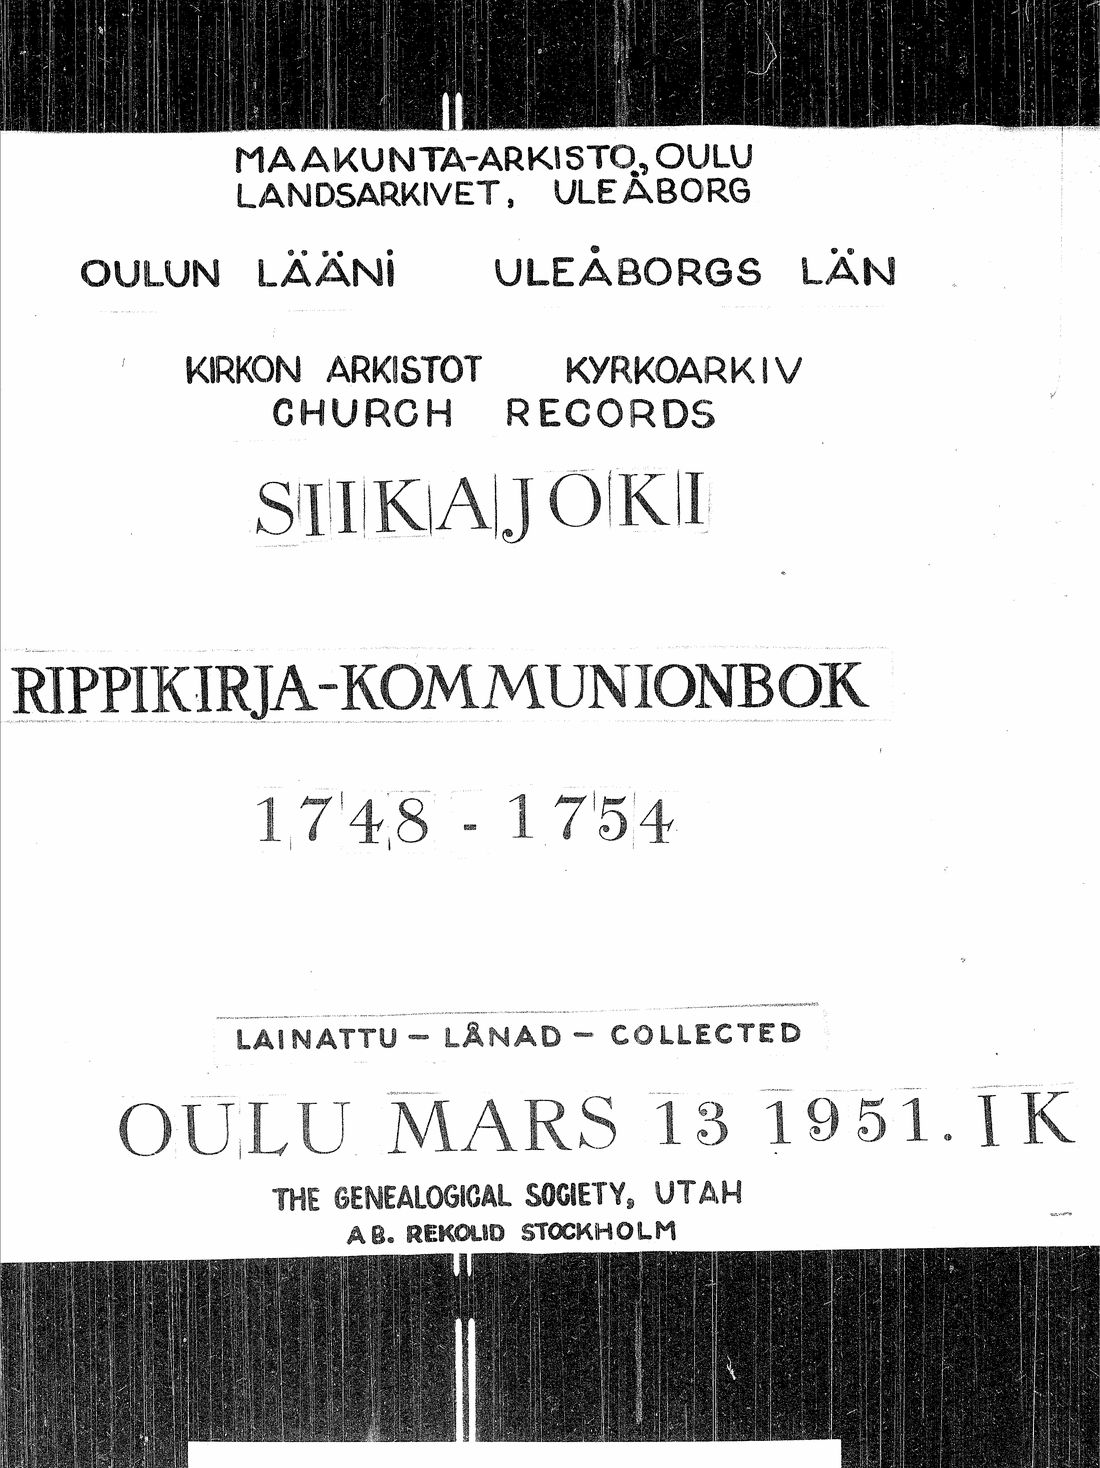 MAAKUNTA-ARKISTO, OULU
LANDSARKIVET, ULEÅBORG
OULUN LÄÄNI ULEÅBORGS LÄN
KIRKON ARKISTOT KYRKOARKIV
CHURCH RECORDS
SIIKAJOKI
RIPPIKIRJA-KOMMUNIONBOK
1748 - 1754
LAINATTU - LÅNAD - COLLECTED
OULU MARS 13 1951. I K
THE GENEALOGICAL SOCIETY, UTAH
AB. REKOLID STOCKHOLM